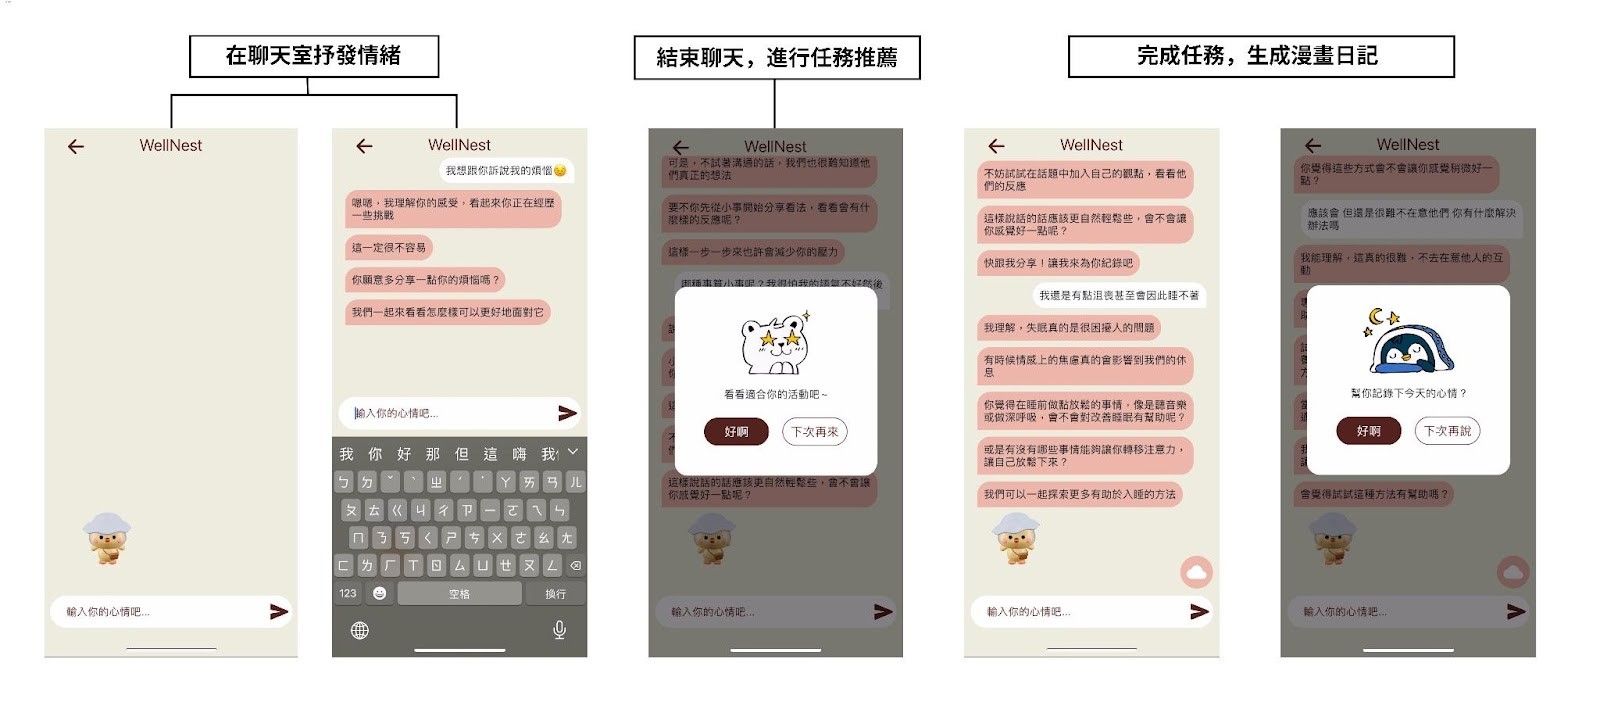 在聊天室抒發情緒
結束聊天，進行任務推薦
完成任務，生成漫畫日記
WellNest
輸入你的心情吧...
WellNest
我想跟你訴說我的煩惱
嗯嗯，我理解你的感受，看起來你正在經歷
一些挑戰
這一定很不容易
你願意多分享一點你的煩惱嗎？
我們一起來看看怎麼樣可以更好地面對它
輸入你的心情吧...
我 你 好 那 但 這 嗨 我
ㄅ ㄉ ˇ ˋ ㄓ ˊ ˙ ㄚ ㄞ ㄢ ㄦ
ㄆ ㄊ ㄍ ㄐ ㄔ ㄗ ㄧ ㄛ ㄟ ㄣ
ㄇ ㄋ ㄎ ㄑ ㄕ ㄘ ㄨ ㄜ ㄠ ㄤ
ㄈ ㄌ ㄏ ㄒ ㄖ ㄙ ㄩ ㄝ ㄡ ㄥ
123 空格 換行
WellNest
可是，不試著溝通的話，我們也很難知道他
們真正的想法
要不你先從小事開始分享看法，看看會有什
麼樣的反應呢？
這樣一步一步來也許會減少你的壓力
哪種事算小事呢？我很怕我的語氣不好然後
看看適合你的活動吧~
好啊 下次再來
這樣說話的話應該更自然輕鬆些，會不會讓
你感覺好一點呢？
輸入你的心情吧...
WellNest
不妨試試在話題中加入自己的觀點，看看他
們的反應
這樣說話的話應該更自然輕鬆些，會不會讓
你感覺好一點呢？
快跟我分享！讓我來為你紀錄吧
我還是有點沮喪甚至會因此睡不著
我理解，失眠真的是很困擾人的問題
有時候情感上的焦慮真的會影響到我們的休
息
你覺得在睡前做點放鬆的事情，像是聽音樂
或做深呼吸，會不會對改善睡眠有幫助呢？
或是有沒有哪些事情能夠讓你轉移注意力，
讓自己放鬆下來？
我們可以一起探索更多有助於入睡的方法
輸入你的心情吧...
WellNest
你覺得這些方式會不會讓你感覺稍微好一
點？
應該會 但還是很難不在意他們 你有什麼解決
辦法嗎
我能理解，這真的很難，不去在意他人的互
動
幫你記錄下今天的心情？
好啊 下次再說
會覺得試試這種方法有幫助嗎？
輸入你的心情吧...